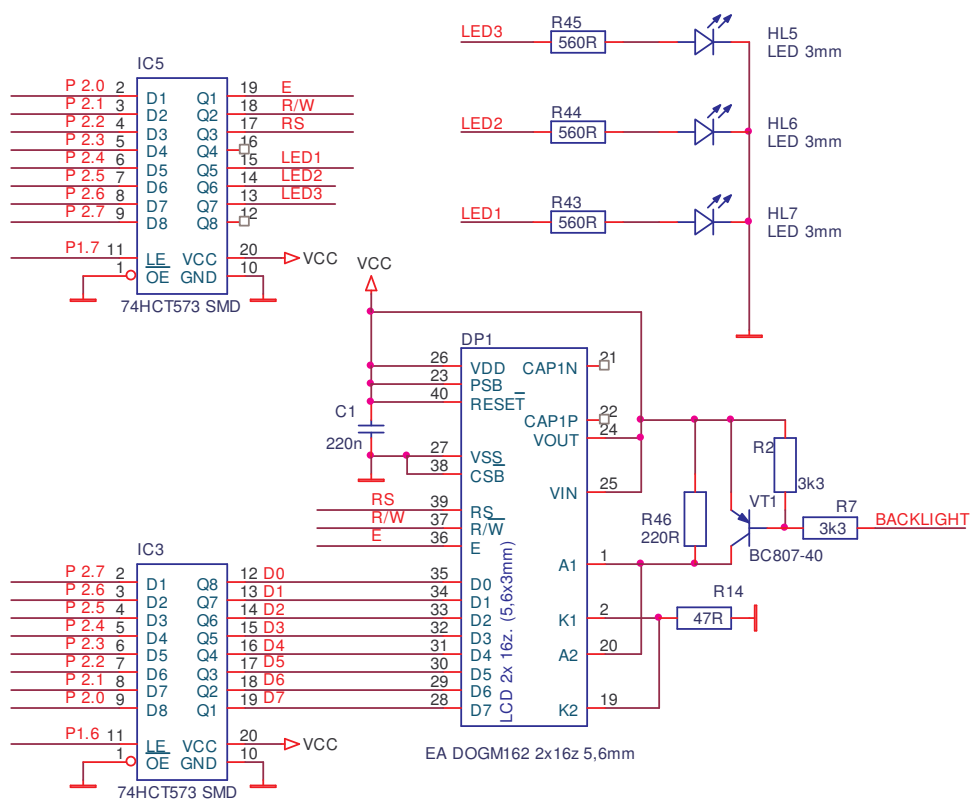 LED3 R45 560R HL5 LED 3mm
LED2 R44 560R HL6 LED 3mm
LED1 R43 560R HL7 LED 3mm
IC5
P 2.0 2 D1 Q1 19 E
P 2.1 3 D2 Q2 18 R/W
P 2.2 4 D3 Q3 17 RS
P 2.3 5 D4 Q4 16
P 2.4 6 D5 Q5 15 LED1
P 2.5 7 D6 Q6 14 LED2
P 2.6 8 D7 Q7 13 LED3
P 2.7 9 D8 Q8 12
P1.7 11 LE VCC 20 VCC
1 OE GND 10
74HCT573 SMD
VCC
DP1
26 VDD CAP1N 21
23 PSB
40 RESET
CAP1P 22
VOUT 24
C1
220n
27 VSS
38 CSB
VIN 25
RS 39 RS
R/W 37 R/W
E 36 E
R2
3k3
VT1
R7
3k3
BACKLIGHT
BC807-40
R46
220R
A1 1
K1 2
R14
47R
A2 20
K2 19
LCD 2x 16z. (5,6x3mm)
IC3
P 2.7 2 D1 Q8 12 D0 35 D0
P 2.6 3 D2 Q7 13 D1 34 D1
P 2.5 4 D3 Q6 14 D2 33 D2
P 2.4 5 D4 Q5 15 D3 32 D3
P 2.3 6 D5 Q4 16 D4 31 D4
P 2.2 7 D6 Q3 17 D5 30 D5
P 2.1 8 D7 Q2 18 D6 29 D6
P 2.0 9 D8 Q1 19 D7 28 D7
P1.6 11 LE VCC 20 VCC
1 OE GND 10
74HCT573 SMD
EA DOGM162 2x16z 5,6mm